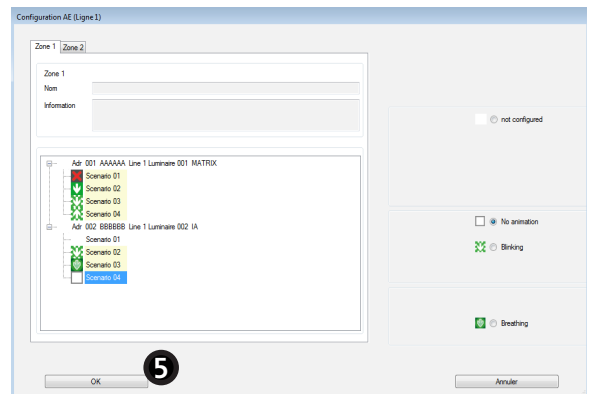 Configuration AE (Ligne 1)
Zone 1 Zone 2
Zone 1
Nom
Information
not configured
Adr 001 AAAAAA Line 1 Luminaire 001 MATRIX
Scenario 01
Scenario 02
Scenario 03
Scenario 04
Adr 002 BBBBBB Line 1 Luminaire 002 IA
Scenario 01
Scenario 02
Scenario 03
Scenario 04
No animation
Blinking
Breathing
OK
5
Annuler